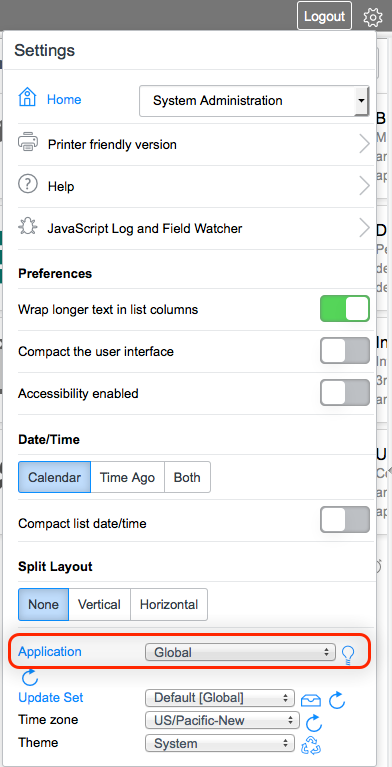 Logout
Settings
Home System Administration
Printer friendly version
? Help
JavaScript Log and Field Watcher
Preferences
Wrap longer text in list columns
Compact the user interface
Accessibility enabled
Date/Time
Calendar Time Ago Both
Compact list date/time
Split Layout
None Vertical Horizontal
Application Global
Update Set Default [Global]
Time zone US/Pacific-New
Theme System